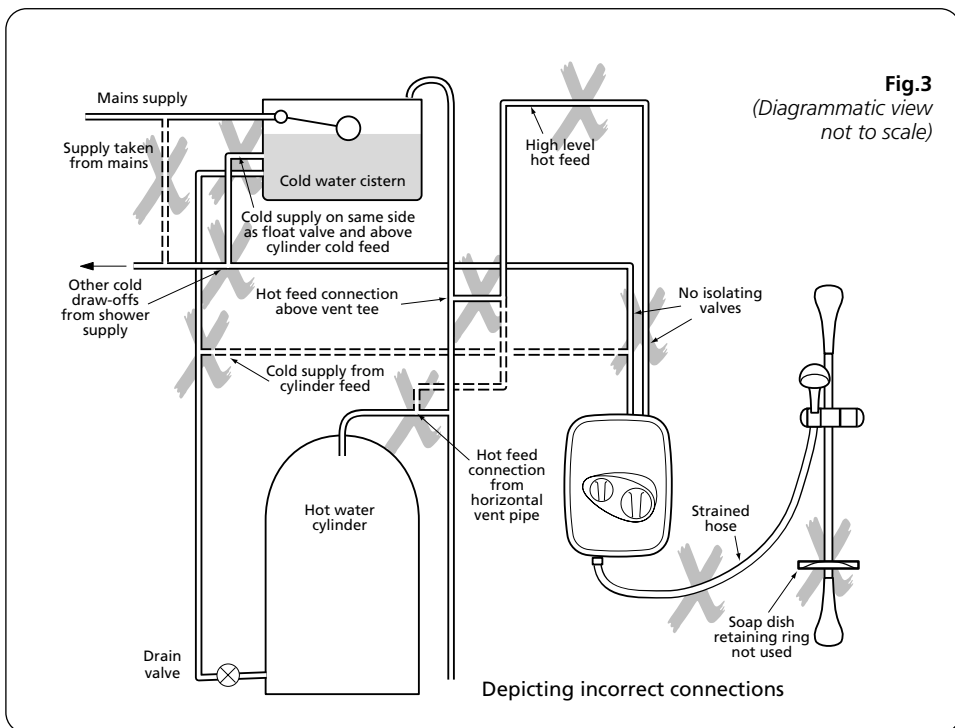 Fig.3
(Diagrammatic view
not to scale)
Mains supply
Supply taken
from mains
High level
hot feed
Cold water cistern
Cold supply on same side
as float valve and above
cylinder cold feed
Other cold
draw-offs
from shower
supply
Hot feed connection
above vent tee
No isolating
valves
Cold supply from
cylinder feed
Hot feed
connection
from
horizontal
vent pipe
Hot water
cylinder
Strained
hose
Soap dish
retaining ring
not used
Drain
valve
Depicting incorrect connections